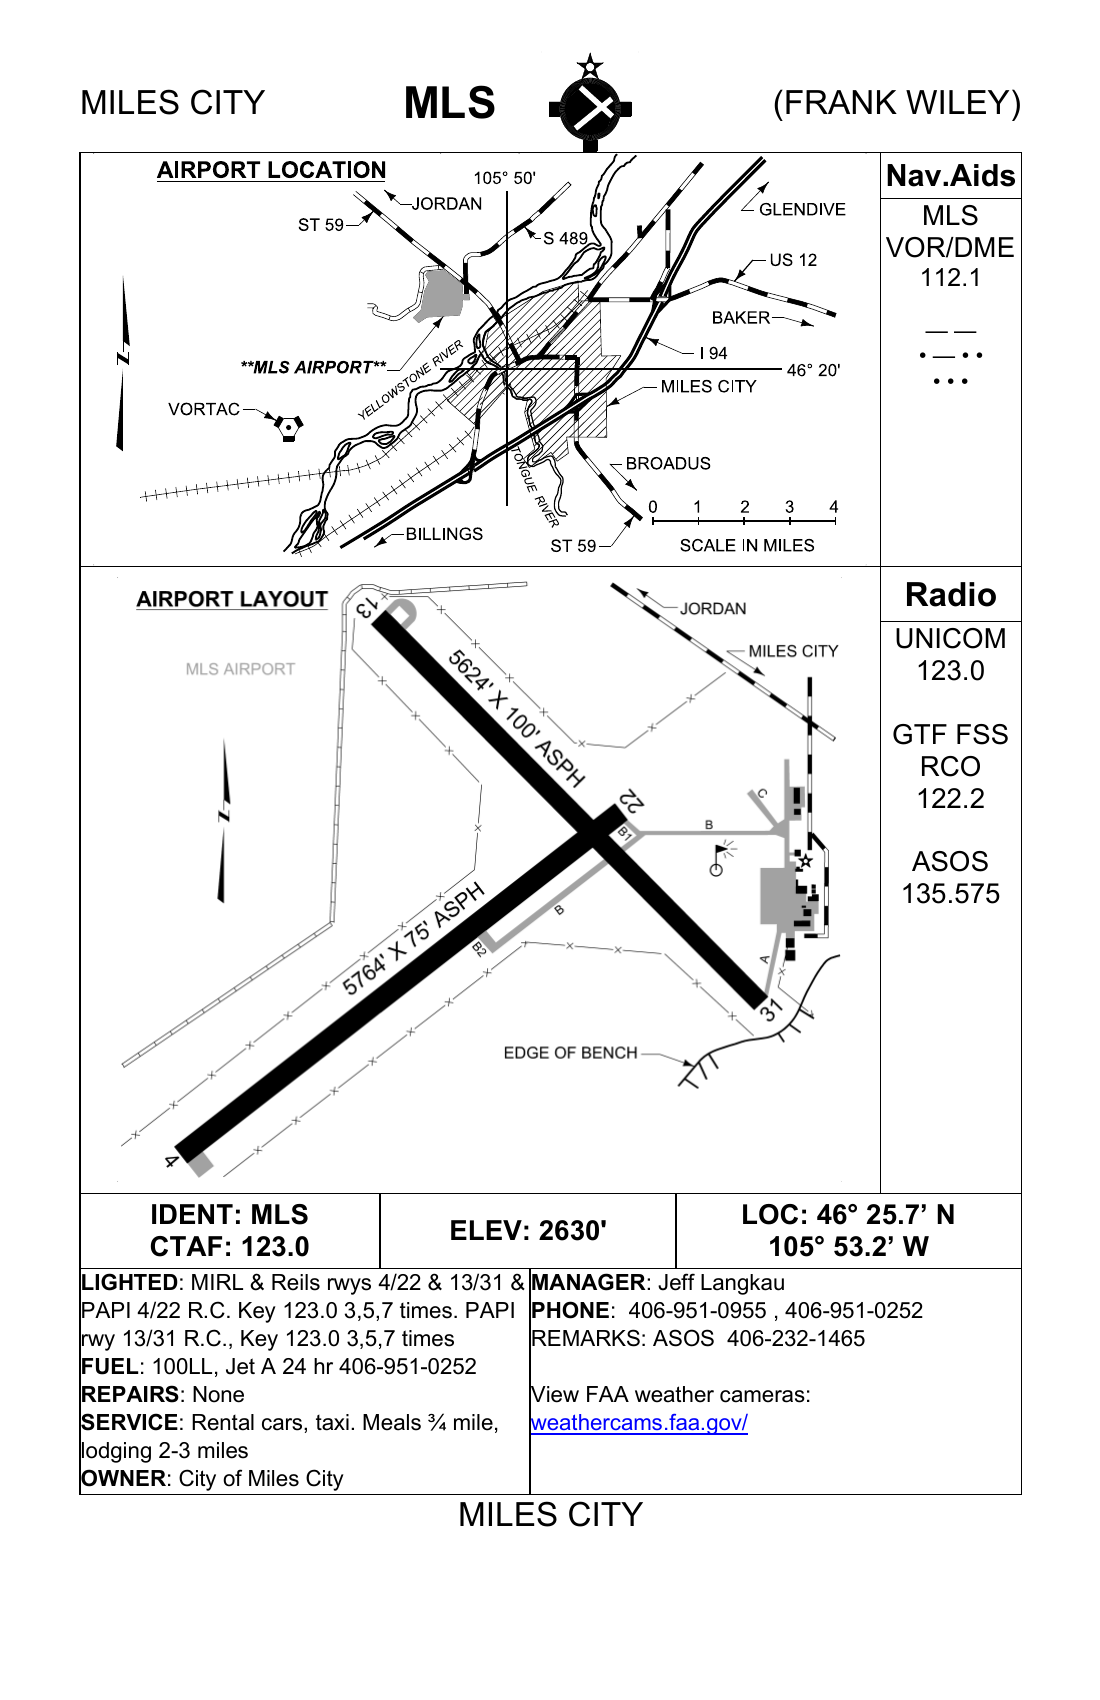 MILES CITY MLS (FRANK WILEY)
AIRPORT LOCATION
105° 50'
JORDAN
ST 59
S 489
GLENDIVE
US 12
BAKER
I 94
**MLS AIRPORT**
YELLOWSTONE RIVER
46° 20'
MILES CITY
VORTAC
N
TONGUE RIVER
BROADUS
BILLINGS
ST 59
0 1 2 3 4
SCALE IN MILES
Nav.Aids
MLS
VOR/DME
112.1
— —
• — • •
• • •
AIRPORT LAYOUT
MLS AIRPORT
N
13
JORDAN
MILES CITY
5624' X 100' ASPH
22
B1
B
C
B
B2
A
5764' X 75' ASPH
31
EDGE OF BENCH
4
Radio
UNICOM
123.0
GTF FSS
RCO
122.2
ASOS
135.575
IDENT: MLS
CTAF: 123.0
ELEV: 2630'
LOC: 46° 25.7’ N
105° 53.2’ W
LIGHTED: MIRL & Reils rwys 4/22 & 13/31 &
PAPI 4/22 R.C. Key 123.0 3,5,7 times. PAPI
rwy 13/31 R.C., Key 123.0 3,5,7 times
FUEL: 100LL, Jet A 24 hr 406-951-0252
REPAIRS: None
SERVICE: Rental cars, taxi. Meals ¾ mile,
lodging 2-3 miles
OWNER: City of Miles City
MANAGER: Jeff Langkau
PHONE: 406-951-0955 , 406-951-0252
REMARKS: ASOS 406-232-1465
View FAA weather cameras:
weathercams.faa.gov/
MILES CITY